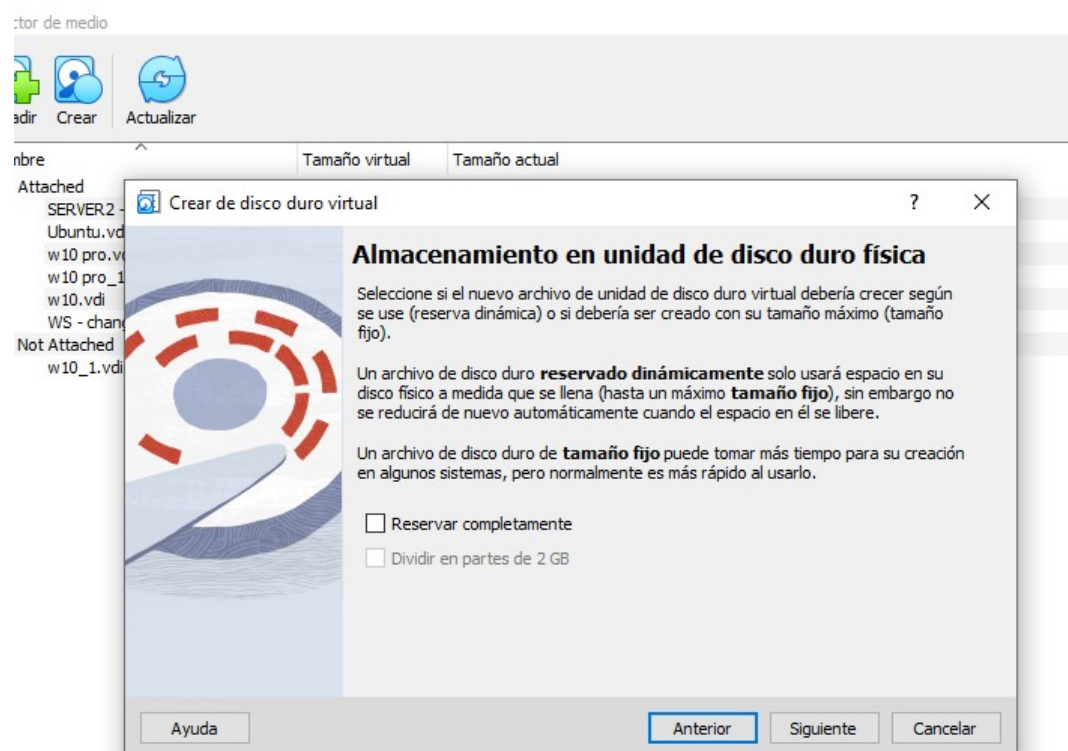 ctor de medio
adir Crear Actualizar
mbre Tamaño virtual Tamaño actual
Attached
SERVER2 -
Ubuntu.vd
w10 pro.vd
w10 pro_1
w10.vdi
WS - chang
Not Attached
w10_1.vdi
Crear de disco duro virtual ? X
Almacenamiento en unidad de disco duro física
Seleccione si el nuevo archivo de unidad de disco duro virtual debería crecer según
se use (reserva dinámica) o si debería ser creado con su tamaño máximo (tamaño
fijo).
Un archivo de disco duro reservado dinámicamente solo usará espacio en su
disco físico a medida que se llena (hasta un máximo tamaño fijo), sin embargo no
se reducirá de nuevo automáticamente cuando el espacio en él se libere.
Un archivo de disco duro de tamaño fijo puede tomar más tiempo para su creación
en algunos sistemas, pero normalmente es más rápido al usarlo.
Reservar completamente
Dividir en partes de 2 GB
Ayuda Anterior Siguiente Cancelar